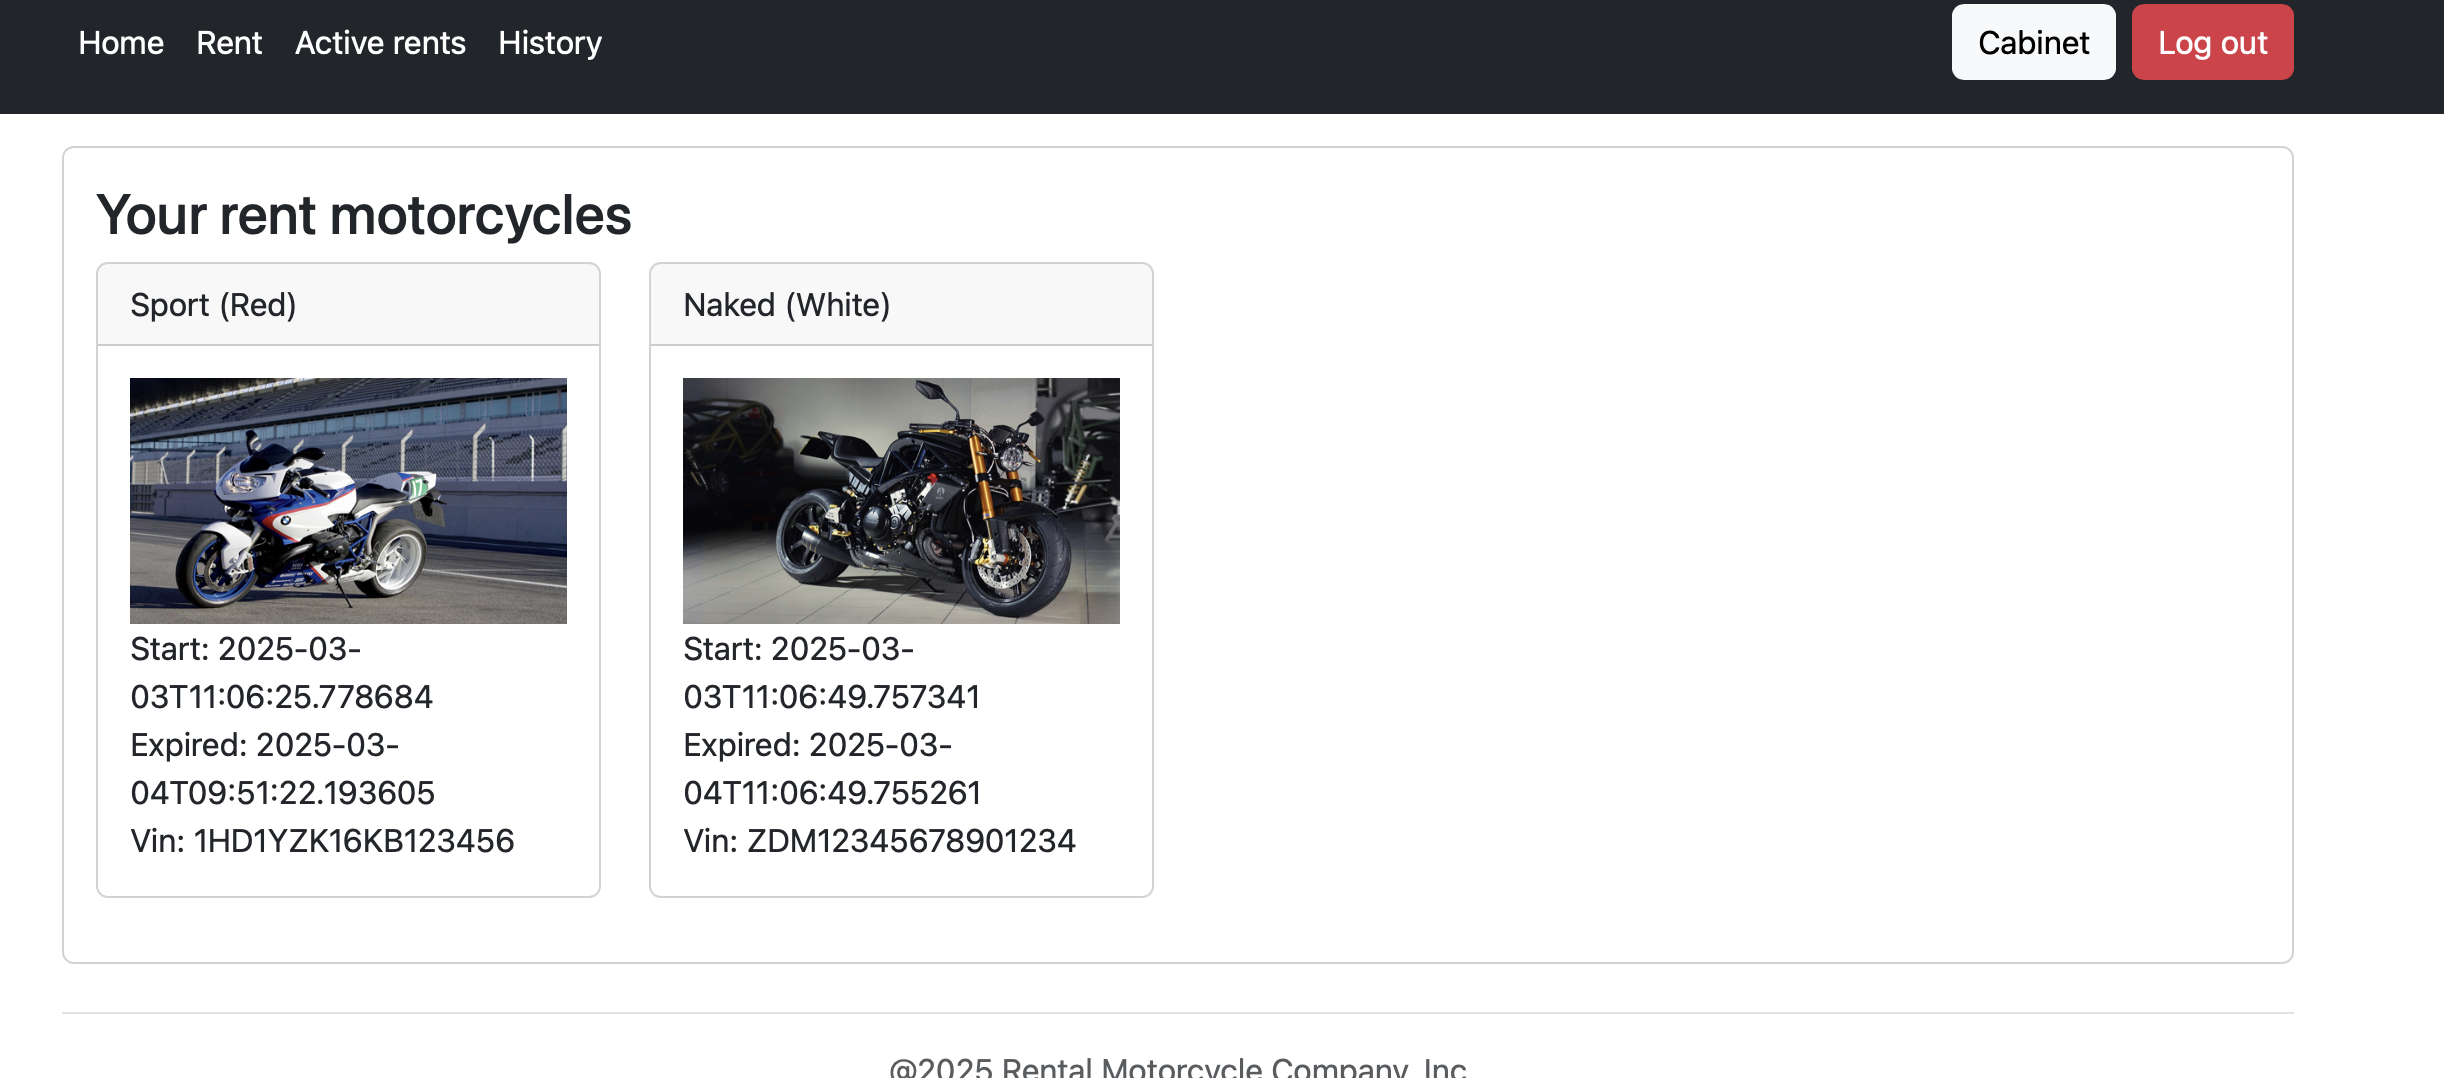 Home Rent Active rents History Cabinet Log out
Your rent motorcycles
Sport (Red)
17
Start: 2025-03-
03T11:06:25.778684
Expired: 2025-03-
04T09:51:22.193605
Vin: 1HD1YZK16KB123456
Naked (White)
Start: 2025-03-
03T11:06:49.757341
Expired: 2025-03-
04T11:06:49.755261
Vin: ZDM12345678901234
@2025 Rental Motorcycle Company, Inc